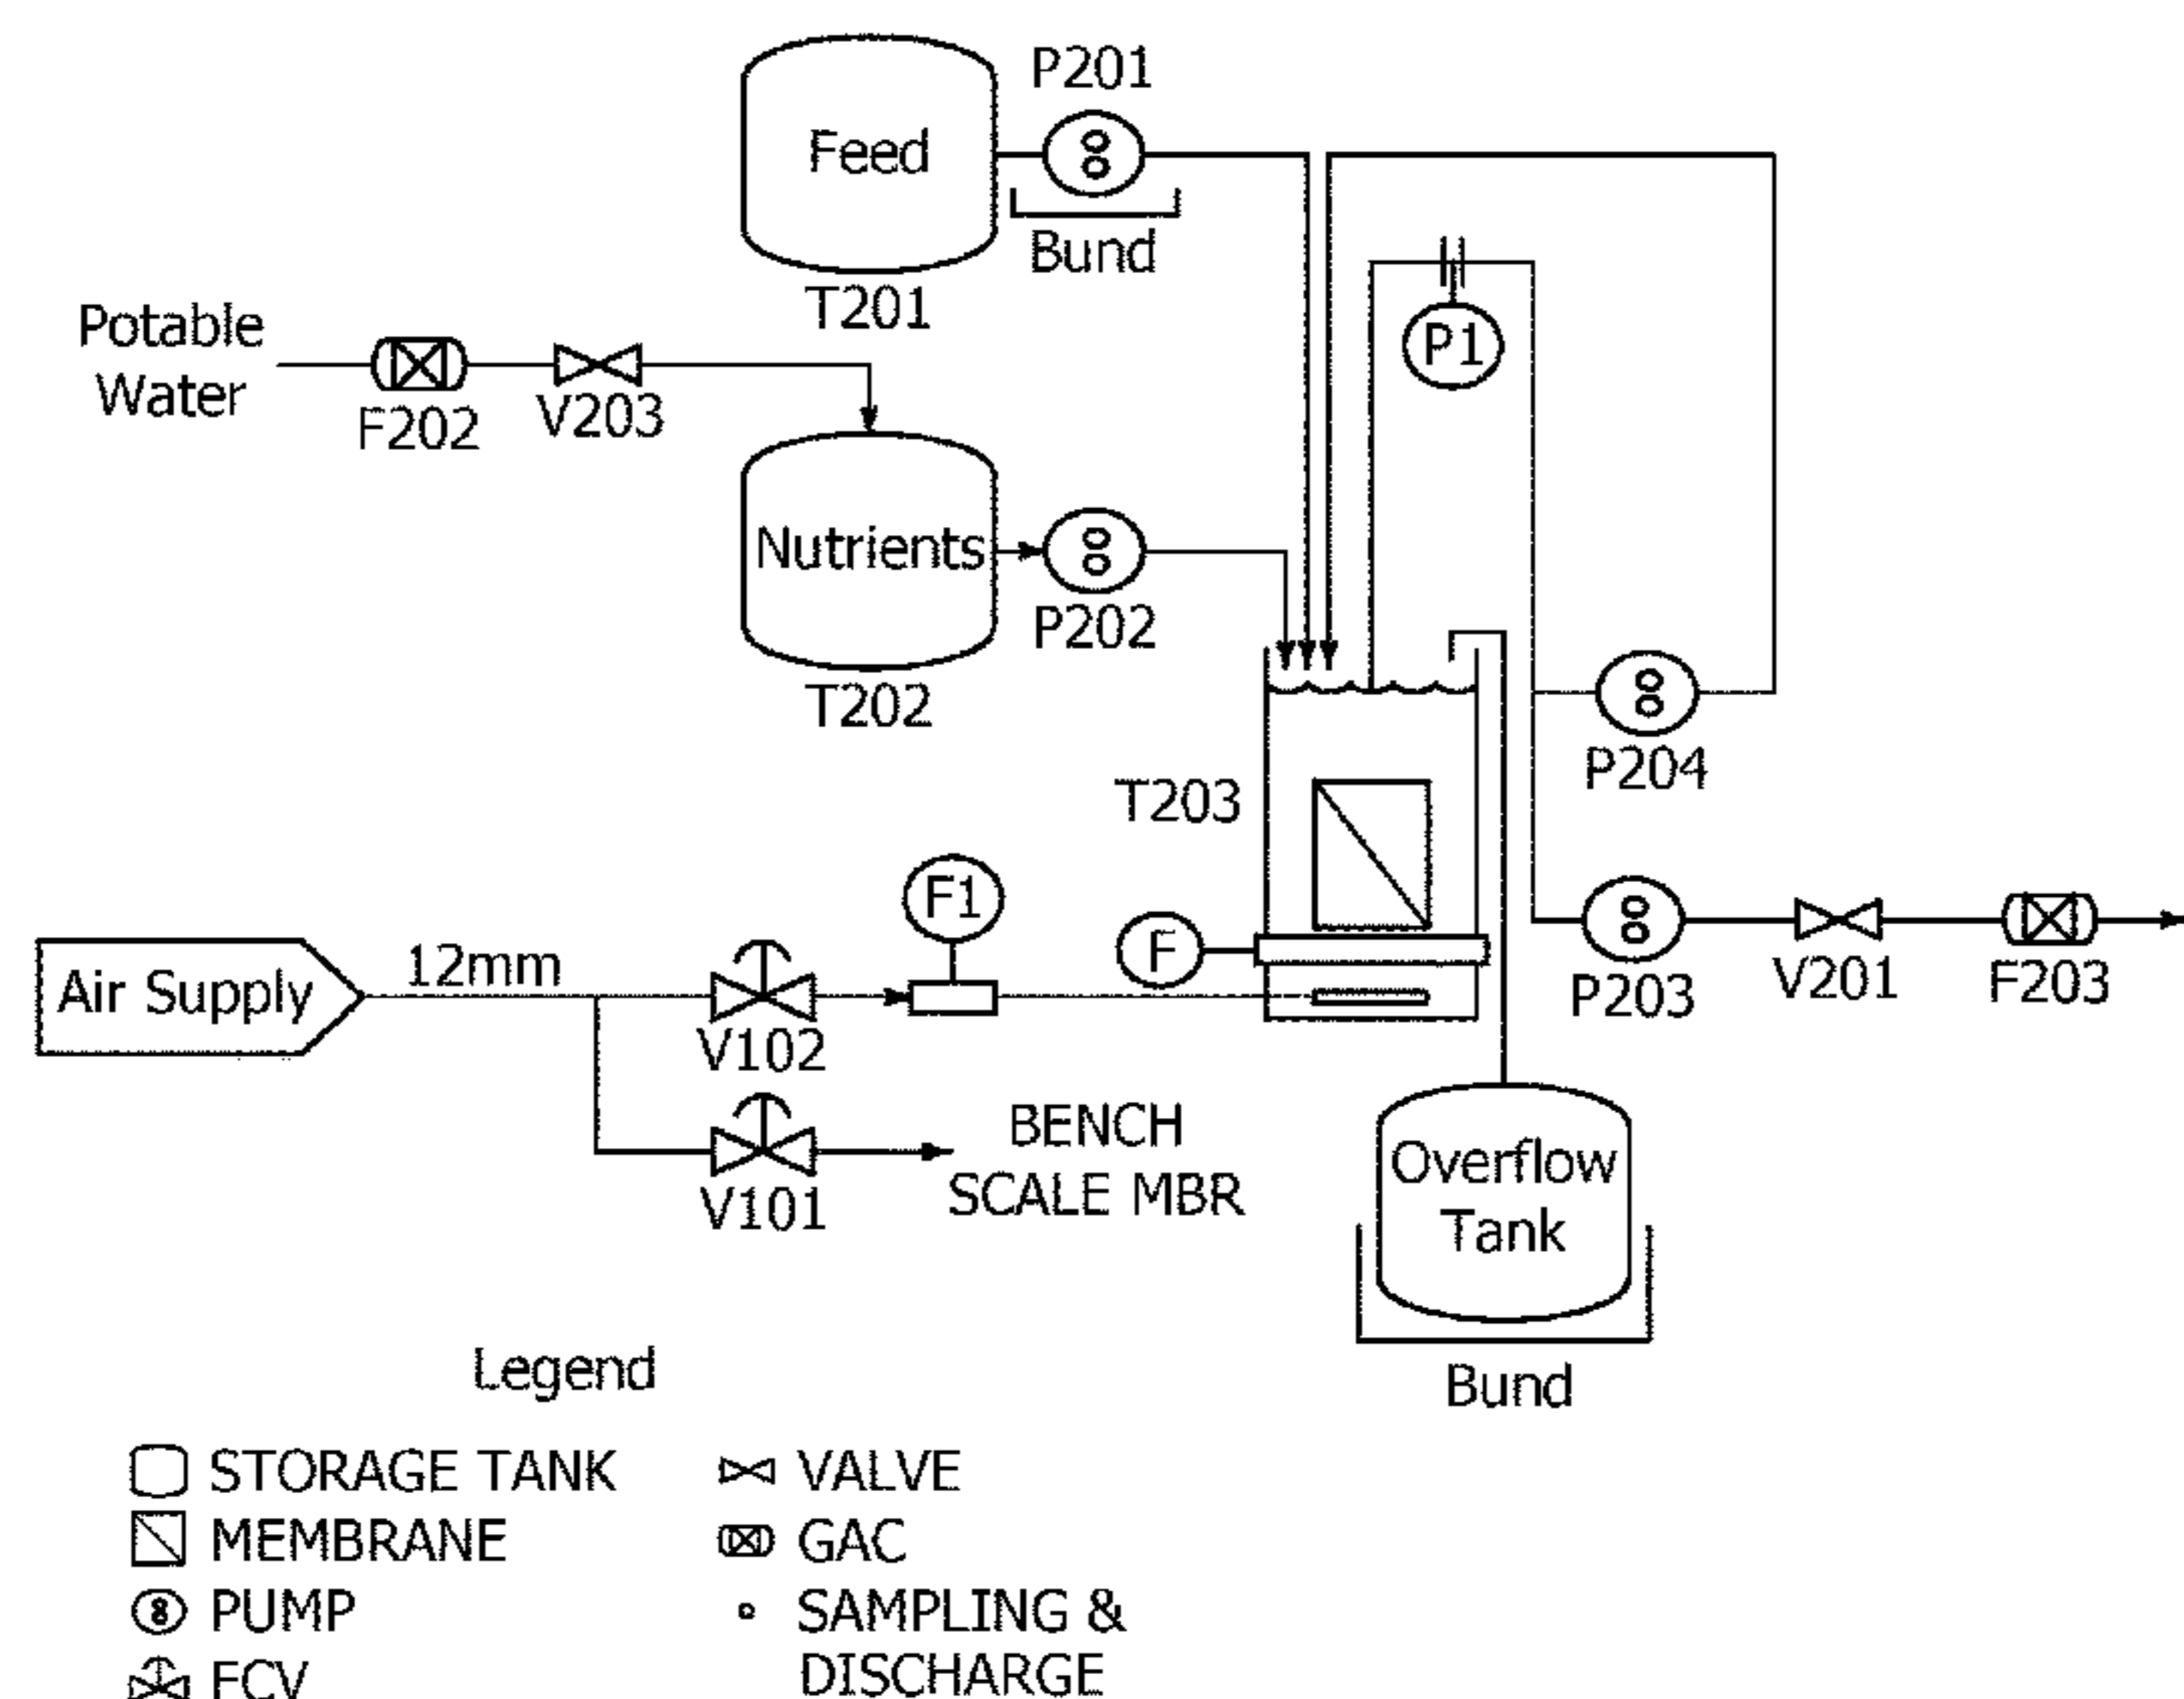 P201
Feed
Bund
T201
Potable
Water
F202
V203
P1
Nutrients
P202
T202
P204
T203
F1
F
Air Supply
12mm
V102
P203
V201
F203
BENCH
SCALE MBR
V101
Overflow
Tank
Bund
Legend
STORAGE TANK
VALVE
MEMBRANE
GAC
PUMP
SAMPLING &
DISCHARGE
FCV